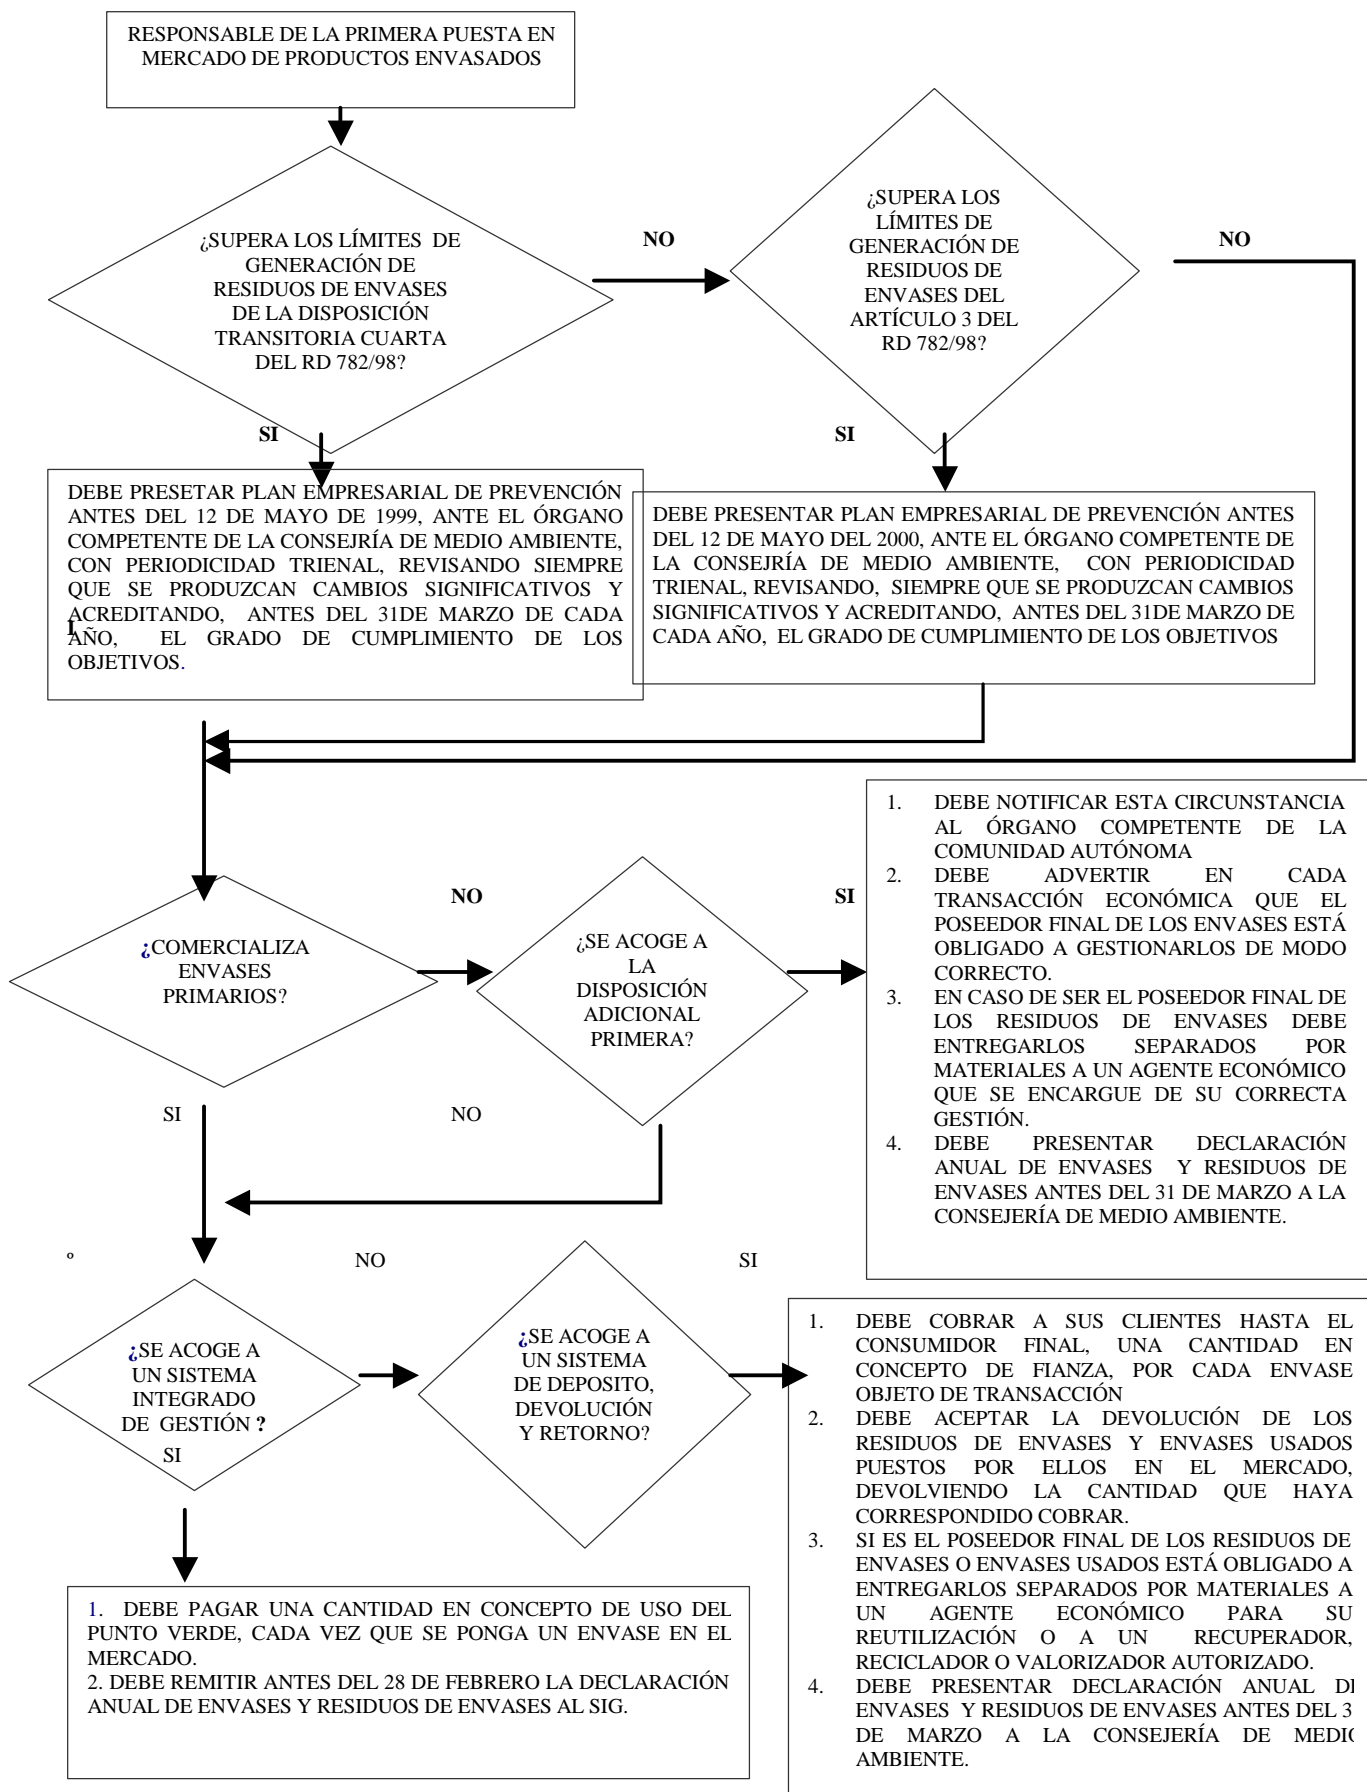 RESPONSABLE DE LA PRIMERA PUESTA EN
MERCADO DE PRODUCTOS ENVASADOS
¿SUPERA LOS LÍMITES DE
GENERACIÓN DE
RESIDUOS DE ENVASES
DE LA DISPOSICIÓN
TRANSITORIA CUARTA
DEL RD 782/98?
NO
¿SUPERA LOS
LÍMITES DE
GENERACIÓN DE
RESIDUOS DE
ENVASES DEL
ARTÍCULO 3 DEL
RD 782/98?
NO
SI
SI
DEBE PRESETAR PLAN EMPRESARIAL DE PREVENCIÓN
ANTES DEL 12 DE MAYO DE 1999, ANTE EL ÓRGANO
COMPETENTE DE LA CONSEJRÍA DE MEDIO AMBIENTE,
CON PERIODICIDAD TRIENAL, REVISANDO SIEMPRE
QUE SE PRODUZCAN CAMBIOS SIGNIFICATIVOS Y
ACREDITANDO, ANTES DEL 31DE MARZO DE CADA
AÑO, EL GRADO DE CUMPLIMIENTO DE LOS
OBJETIVOS.
I
DEBE PRESENTAR PLAN EMPRESARIAL DE PREVENCIÓN ANTES
DEL 12 DE MAYO DEL 2000, ANTE EL ÓRGANO COMPETENTE DE
LA CONSEJRÍA DE MEDIO AMBIENTE, CON PERIODICIDAD
TRIENAL, REVISANDO, SIEMPRE QUE SE PRODUZCAN CAMBIOS
SIGNIFICATIVOS Y ACREDITANDO, ANTES DEL 31DE MARZO DE
CADA AÑO, EL GRADO DE CUMPLIMIENTO DE LOS OBJETIVOS
¿COMERCIALIZA
ENVASES
PRIMARIOS?
NO
¿SE ACOGE A
LA
DISPOSICIÓN
ADICIONAL
PRIMERA?
SI
1. DEBE NOTIFICAR ESTA CIRCUNSTANCIA
AL ÓRGANO COMPETENTE DE LA
COMUNIDAD AUTÓNOMA
2. DEBE ADVERTIR EN CADA
TRANSACCIÓN ECONÓMICA QUE EL
POSEEDOR FINAL DE LOS ENVASES ESTÁ
OBLIGADO A GESTIONARLOS DE MODO
CORRECTO.
3. EN CASO DE SER EL POSEEDOR FINAL DE
LOS RESIDUOS DE ENVASES DEBE
ENTREGARLOS SEPARADOS POR
MATERIALES A UN AGENTE ECONÓMICO
QUE SE ENCARGUE DE SU CORRECTA
GESTIÓN.
4. DEBE PRESENTAR DECLARACIÓN
ANUAL DE ENVASES Y RESIDUOS DE
ENVASES ANTES DEL 31 DE MARZO A LA
CONSEJERÍA DE MEDIO AMBIENTE.
SI
NO
º
NO
SI
¿SE ACOGE A
UN SISTEMA
INTEGRADO
DE GESTIÓN ?
SI
¿SE ACOGE A
UN SISTEMA
DE DEPOSITO,
DEVOLUCIÓN
Y RETORNO?
1. DEBE COBRAR A SUS CLIENTES HASTA EL
CONSUMIDOR FINAL, UNA CANTIDAD EN
CONCEPTO DE FIANZA, POR CADA ENVASE
OBJETO DE TRANSACCIÓN
2. DEBE ACEPTAR LA DEVOLUCIÓN DE LOS
RESIDUOS DE ENVASES Y ENVASES USADOS
PUESTOS POR ELLOS EN EL MERCADO,
DEVOLVIENDO LA CANTIDAD QUE HAYA
CORRESPONDIDO COBRAR.
3. SI ES EL POSEEDOR FINAL DE LOS RESIDUOS DE
ENVASES O ENVASES USADOS ESTÁ OBLIGADO A
ENTREGARLOS SEPARADOS POR MATERIALES A
UN AGENTE ECONÓMICO PARA SU
REUTILIZACIÓN O A UN RECUPERADOR,
RECICLADOR O VALORIZADOR AUTORIZADO.
4. DEBE PRESENTAR DECLARACIÓN ANUAL
ENVASES Y RESIDUOS DE ENVASES ANTES DEL
DE MARZO A LA CONSEJERÍA DE
AMBIENTE.
1. DEBE PAGAR UNA CANTIDAD EN CONCEPTO DE USO DEL
PUNTO VERDE, CADA VEZ QUE SE PONGA UN ENVASE EN EL
MERCADO.
2. DEBE REMITIR ANTES DEL 28 DE FEBRERO LA DECLARACIÓN
ANUAL DE ENVASES Y RESIDUOS DE ENVASES AL SIG.